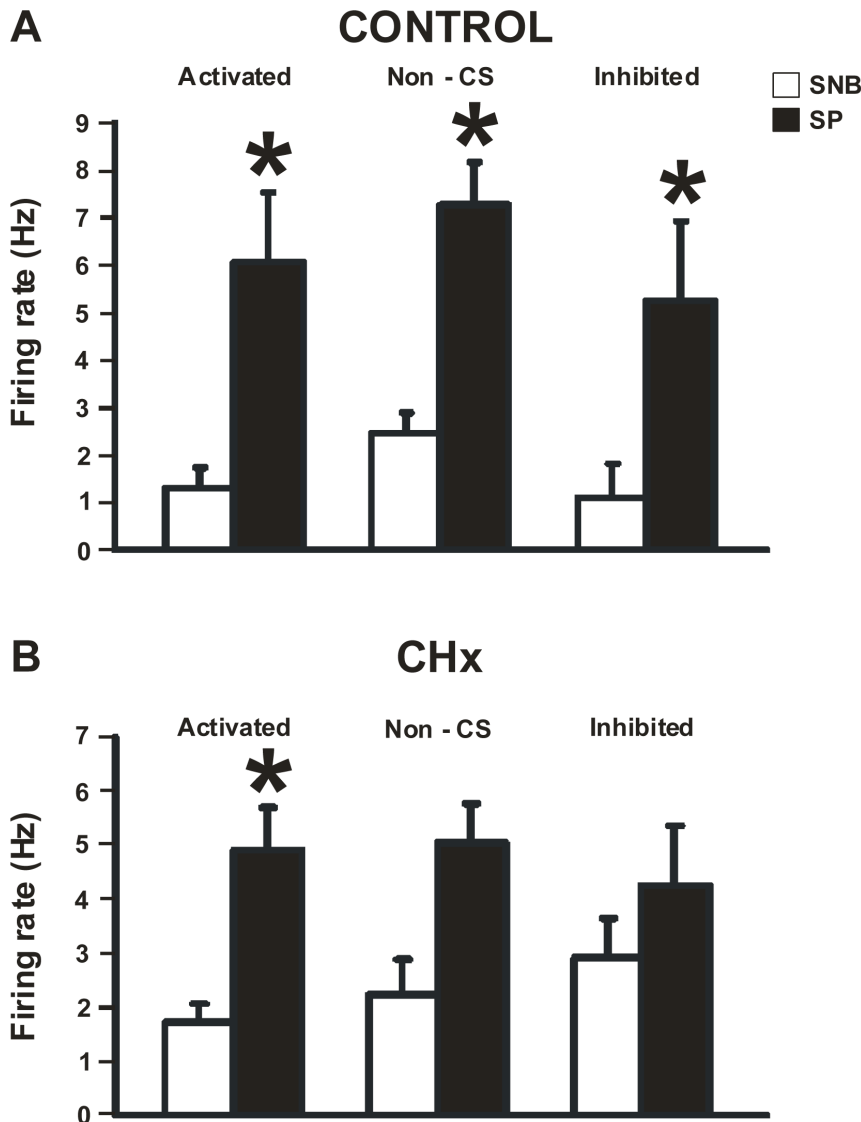 A
CONTROL
Activated
Non - CS
Inhibited
SNB
SP
Firing rate (Hz)
9
8
7
6
5
4
3
2
1
0
*
*
*
B
CHx
Activated
Non - CS
Inhibited
Firing rate (Hz)
7
6
5
4
3
2
1
0
*